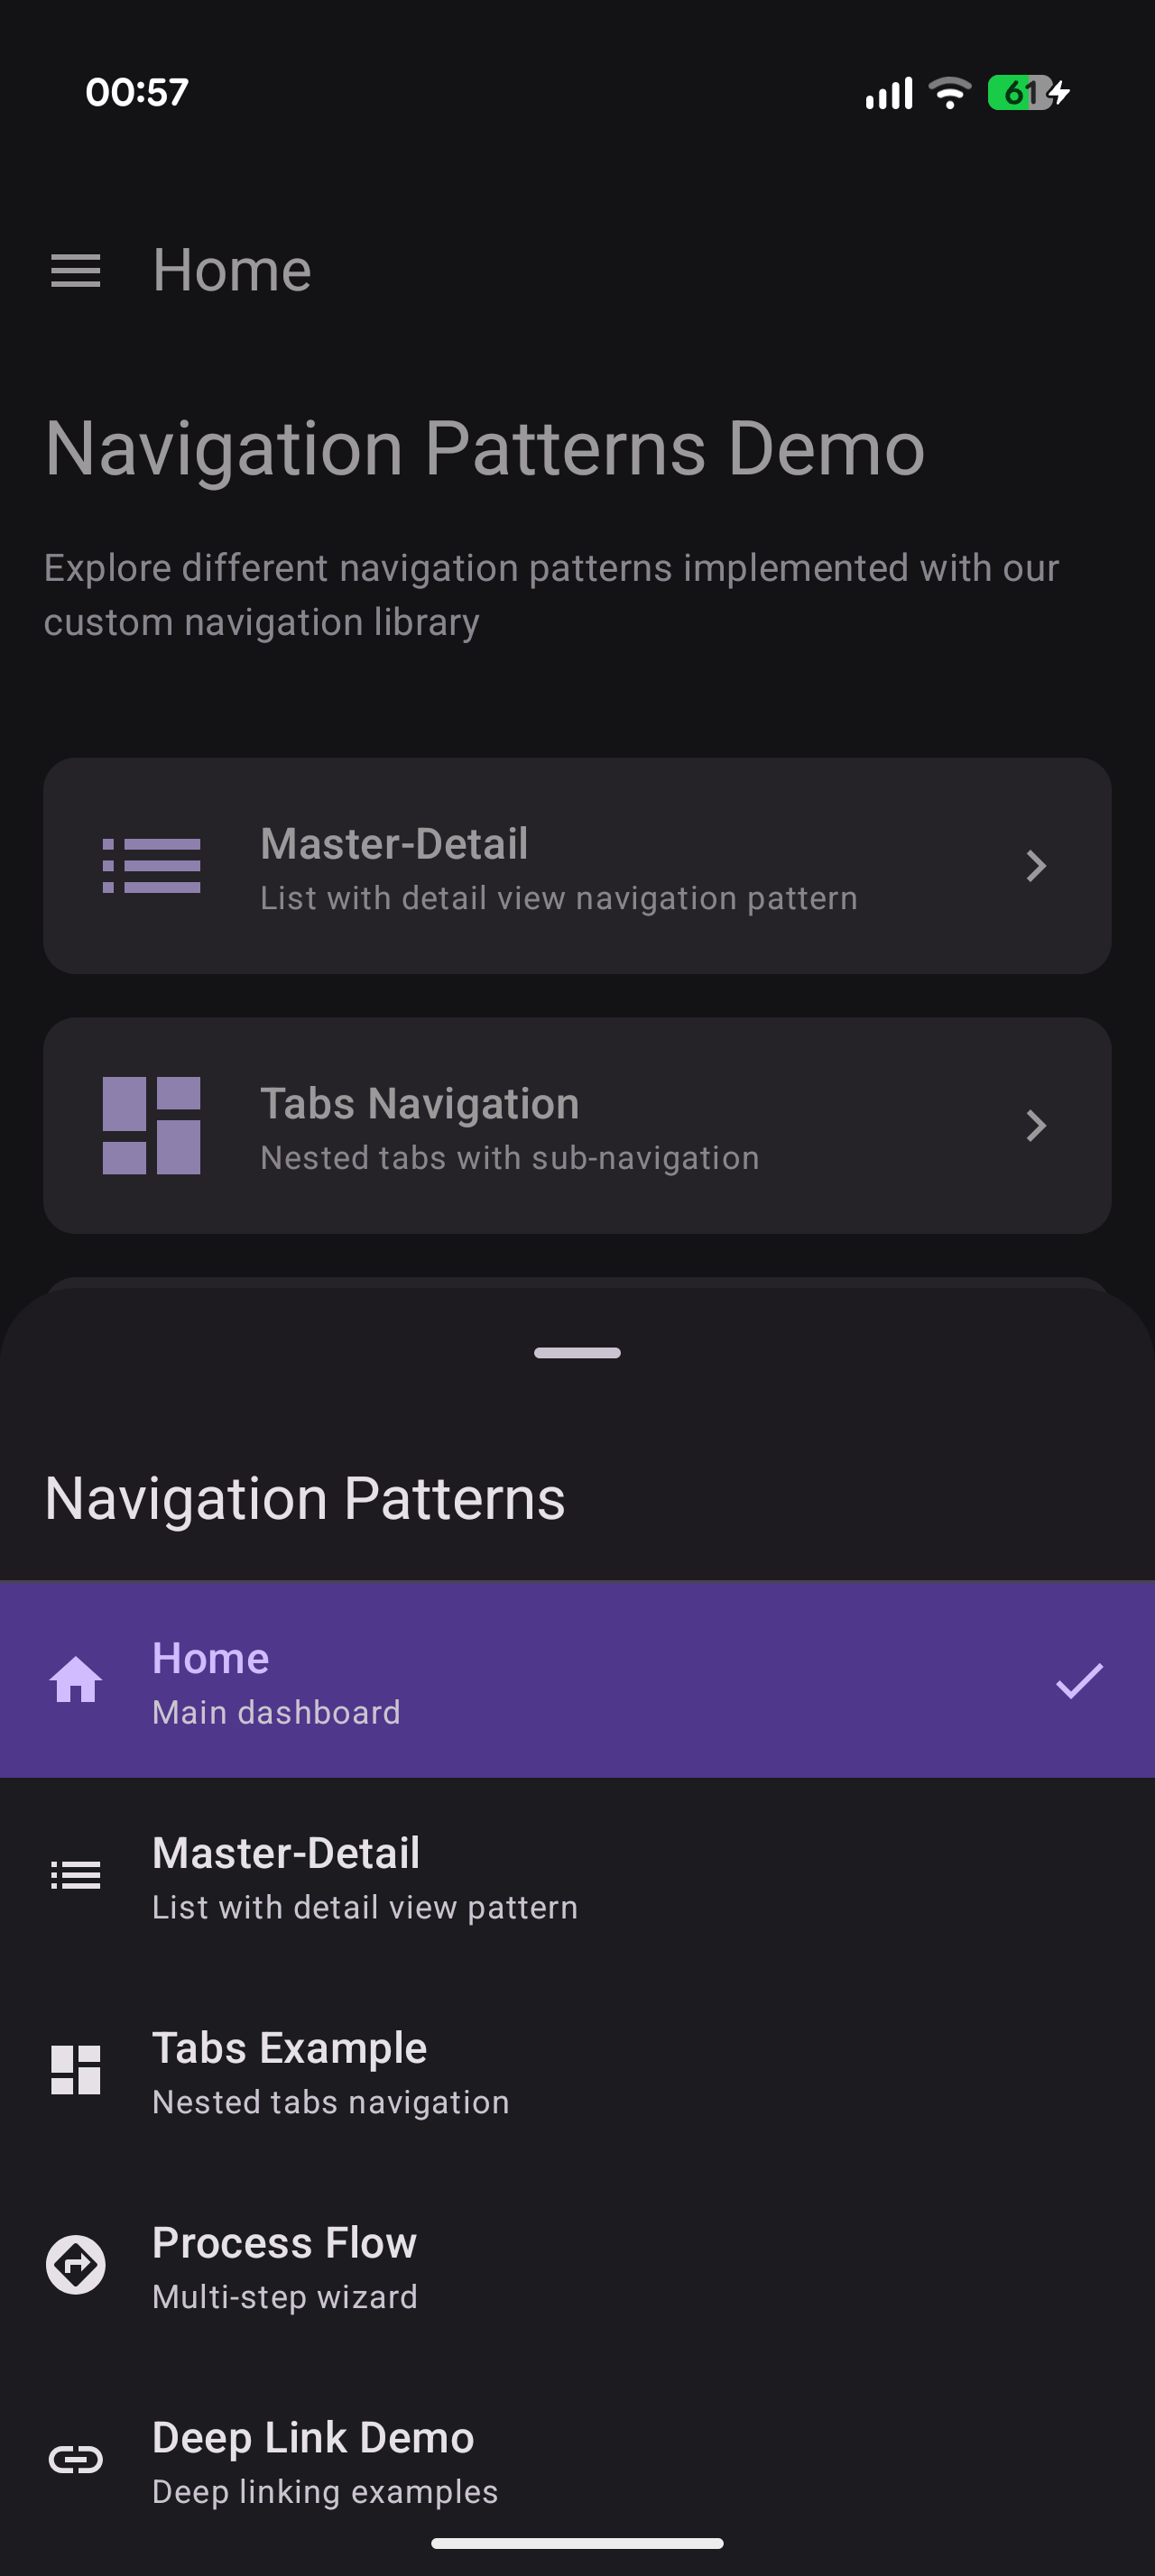 00:57
61
Home
Navigation Patterns Demo
Explore different navigation patterns implemented with our
custom navigation library
Master-Detail
List with detail view navigation pattern
Tabs Navigation
Nested tabs with sub-navigation
Navigation Patterns
Home
Main dashboard
Master-Detail
List with detail view pattern
Tabs Example
Nested tabs navigation
Process Flow
Multi-step wizard
Deep Link Demo
Deep linking examples